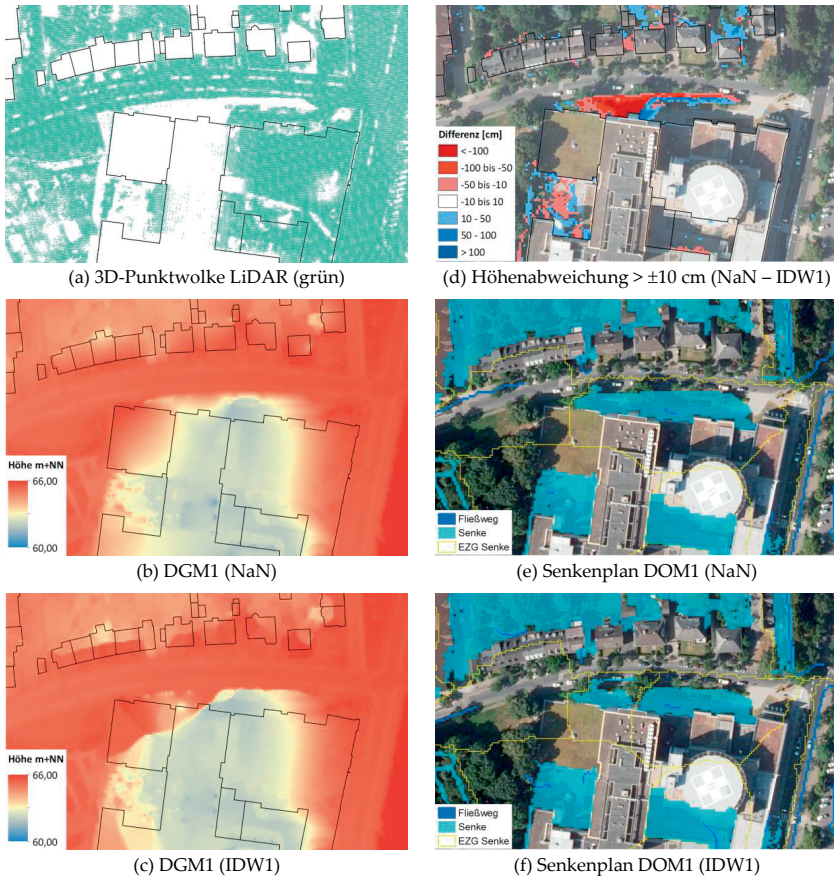 (a) 3D-Punktwolke LiDAR (grün)
Differenz [cm]
< -100
-100 bis -50
-50 bis -10
-10 bis 10
10 - 50
50 - 100
> 100
(d) Höhenabweichung > ±10 cm (NaN – IDW1)
Höhe m+NN
66,00
60,00
(b) DGM1 (NaN)
Fließweg
Senke
EZG Senke
(e) Senkenplan DOM1 (NaN)
Höhe m+NN
66,00
60,00
(c) DGM1 (IDW1)
Fließweg
Senke
EZG Senke
(f) Senkenplan DOM1 (IDW1)